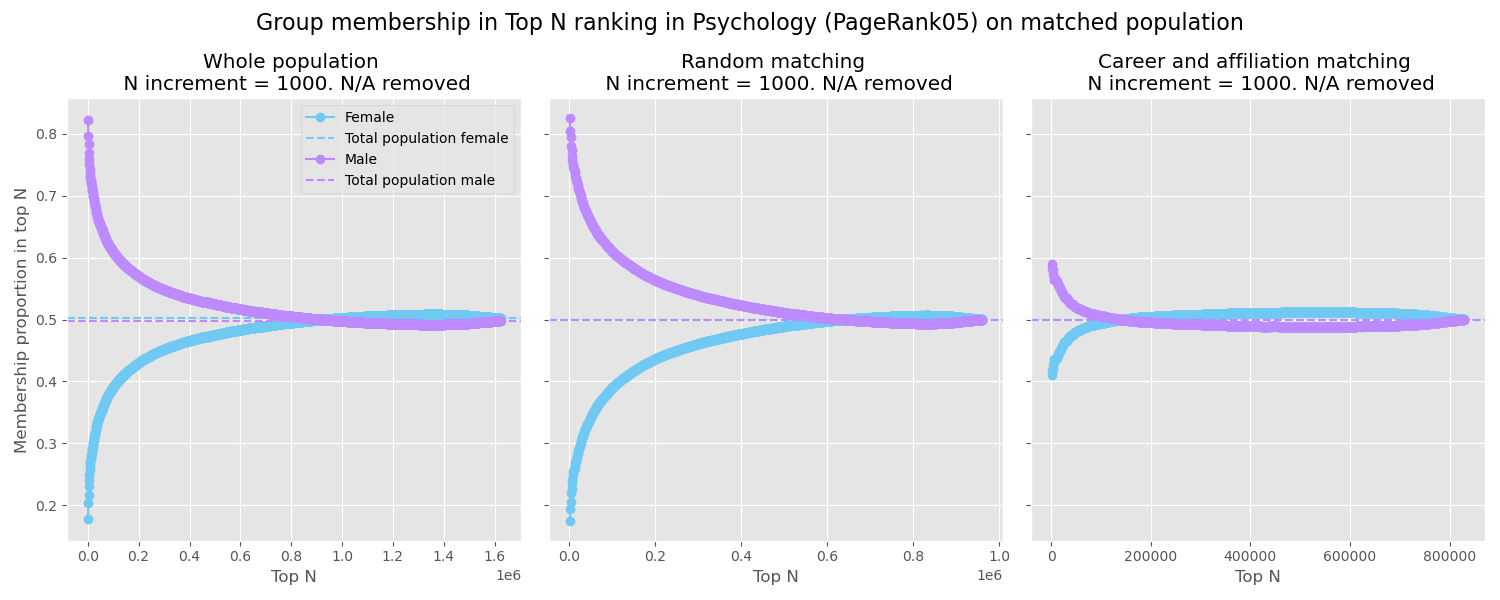 Group membership in Top N ranking in Psychology (PageRank05) on matched population
Whole population
N increment = 1000. N/A removed
Random matching
N increment = 1000. N/A removed
Career and affiliation matching
N increment = 1000. N/A removed
Female
Total population female
Male
Total population male
Membership proportion in top N
0.8
0.7
0.6
0.5
0.4
0.3
0.2
0.0 0.2 0.4 0.6 0.8 1.0 1.2 1.4 1.6
Top N
1e6
0.0 0.2 0.4 0.6 0.8 1.0
Top N
1e6
0 200000 400000 600000 800000
Top N